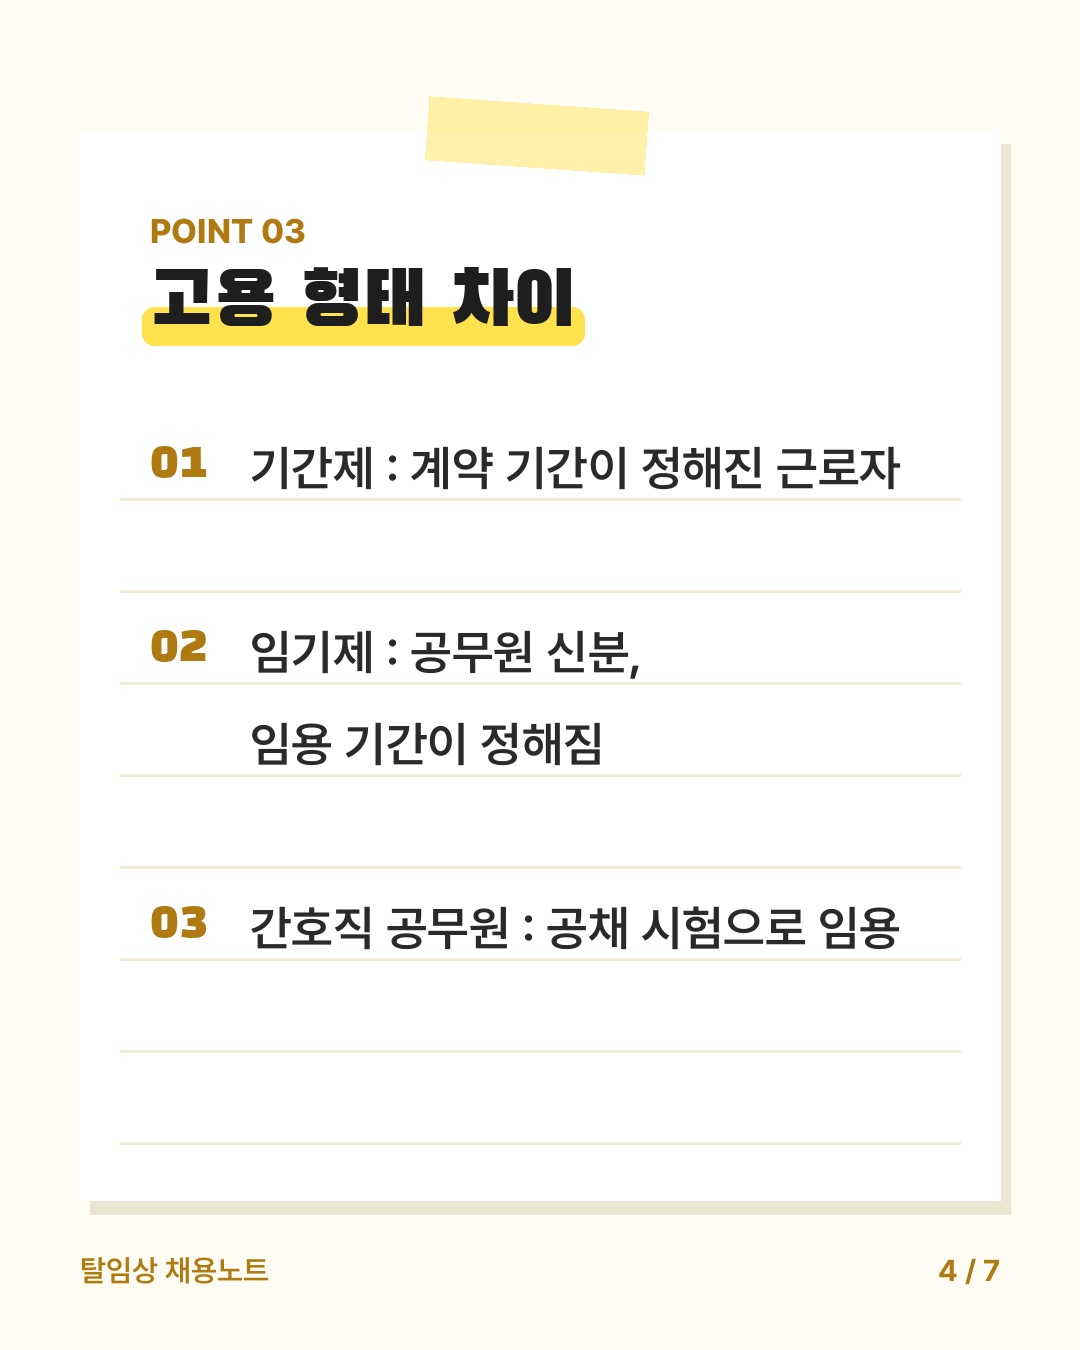 POINT 03
고용 형태 차이
01 기간제 : 계약 기간이 정해진 근로자
02 임기제 : 공무원 신분,
임용 기간이 정해짐
03 간호직 공무원 : 공채 시험으로 임용
탈임상 채용노트
4 / 7